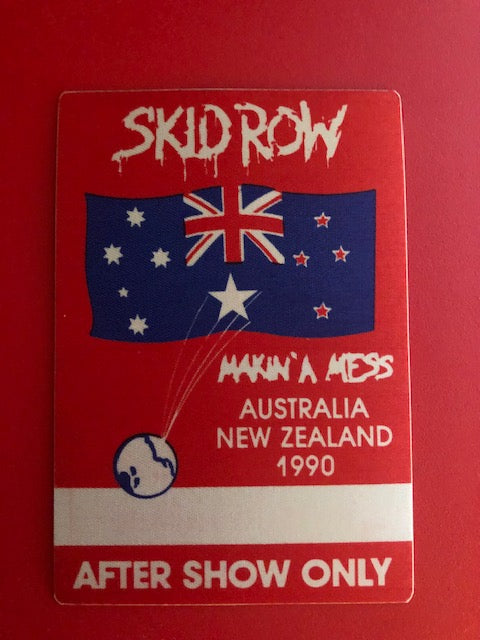 SKID ROW
MAKIN' A MESS
AUSTRALIA
NEW ZEALAND
1990
AFTER SHOW ONLY